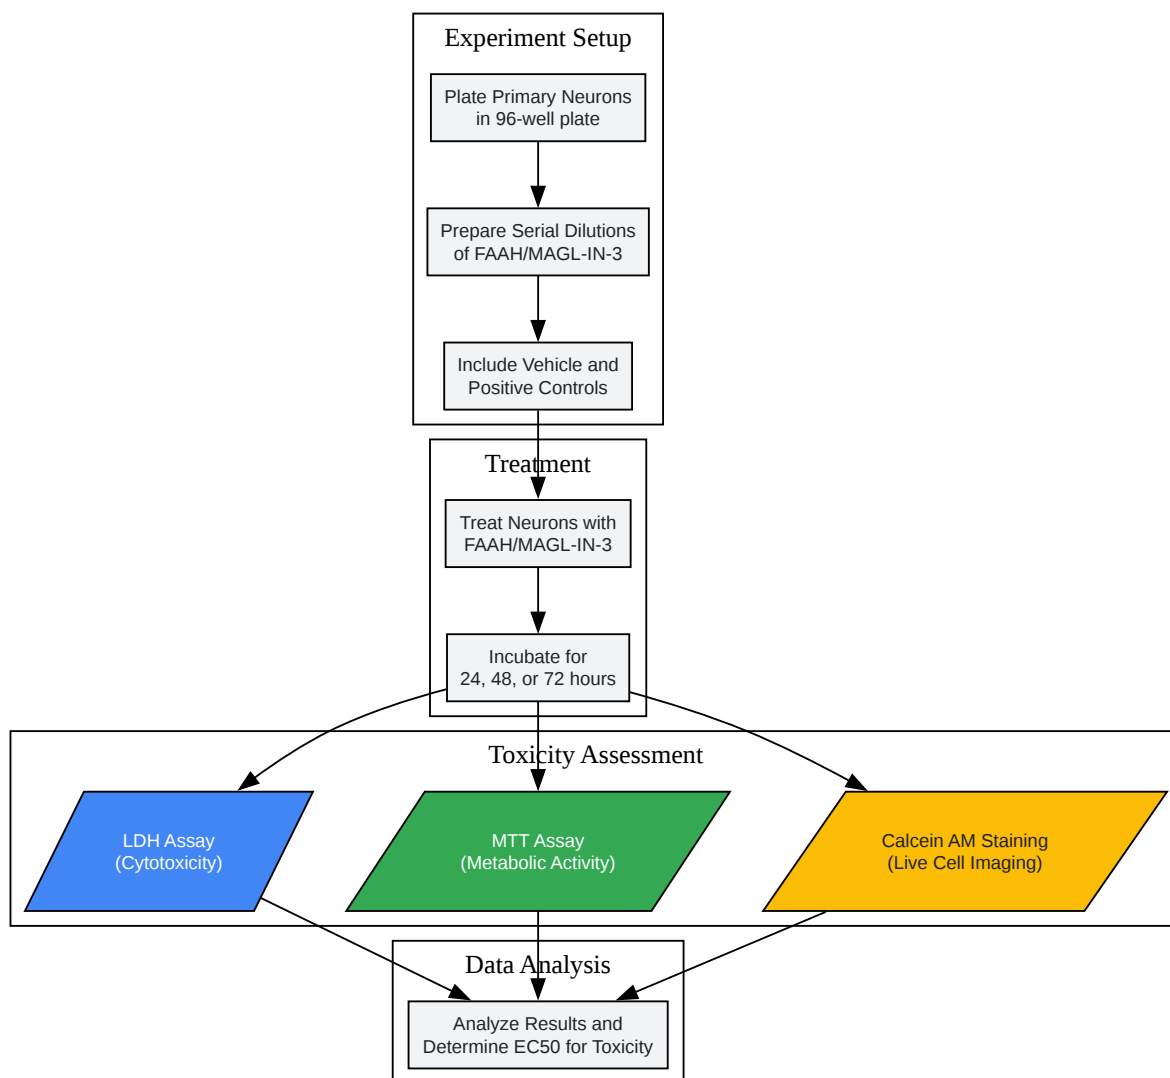 Experiment Setup
Plate Primary Neurons
in 96-well plate
Prepare Serial Dilutions
of FAAH/MAGL-IN-3
Include Vehicle and
Positive Controls
Treatment
Treat Neurons with
FAAH/MAGL-IN-3
Incubate for
24, 48, or 72 hours
Toxicity Assessment
LDH Assay
(Cytotoxicity)
MTT Assay
(Metabolic Activity)
Calcein AM Staining
(Live Cell Imaging)
Data Analysis
Analyze Results and
Determine EC50 for Toxicity